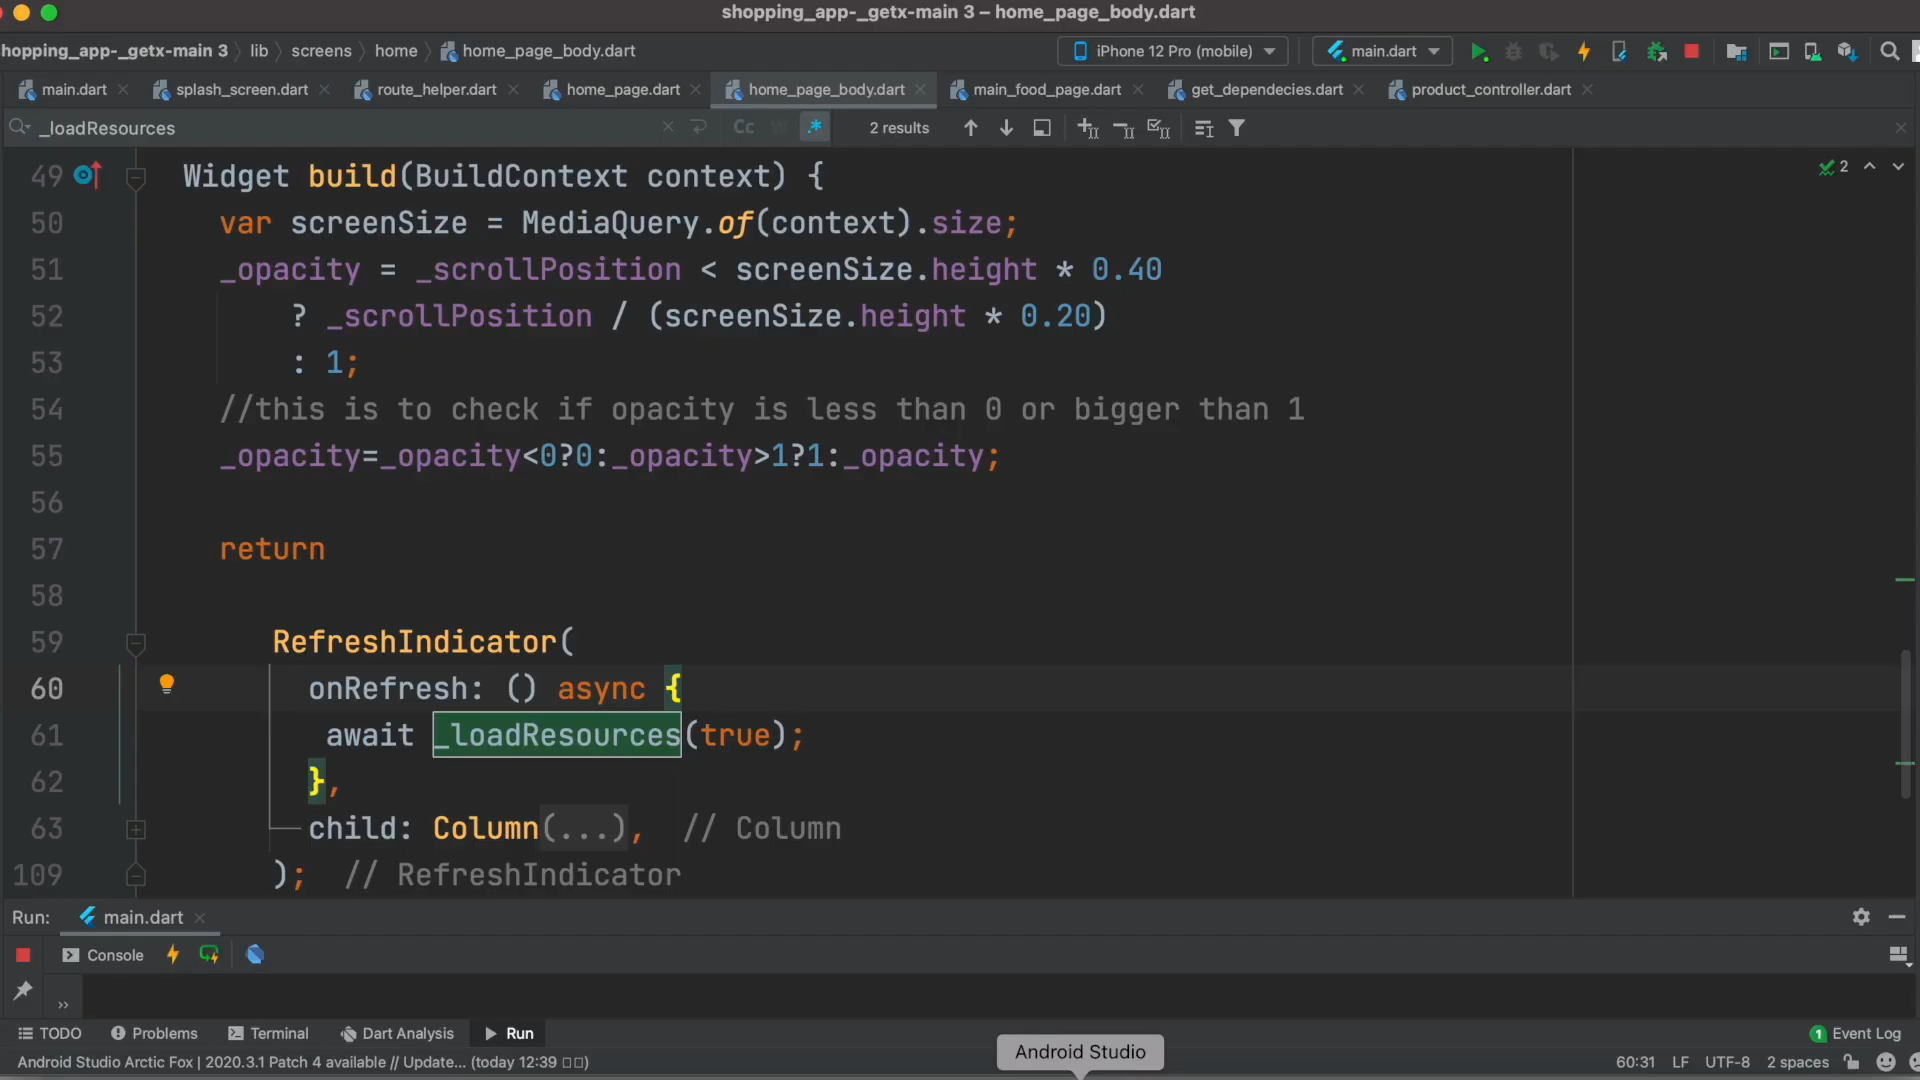 shopping_app-_getx-main 3 – home_page_body.dart
hopping_app-_getx-main 3 lib screens home home_page_body.dart iPhone 12 Pro (mobile) main.dart
main.dart splash_screen.dart route_helper.dart home_page.dart home_page_body.dart main_food_page.dart get_dependecies.dart product_controller.dart
_loadResources Cc W .* 2 results
49 Widget build(BuildContext context) { 2
50 var screenSize = MediaQuery.of(context).size;
51 _opacity = _scrollPosition < screenSize.height * 0.40
52 ? _scrollPosition / (screenSize.height * 0.20)
53 : 1;
54 //this is to check if opacity is less than 0 or bigger than 1
55 _opacity=_opacity<0?0:_opacity>1?1:_opacity;
56
57 return
58
59 RefreshIndicator(
60 onRefresh: () async {
61 await _loadResources(true);
62 },
63 child: Column(...), // Column
109 ); // RefreshIndicator
Run: main.dart
Console
»
TODO Problems Terminal Dart Analysis Run 1 Event Log
Android Studio
Android Studio Arctic Fox | 2020.3.1 Patch 4 available // Update... (today 12:39) 60:31 LF UTF-8 2 spaces